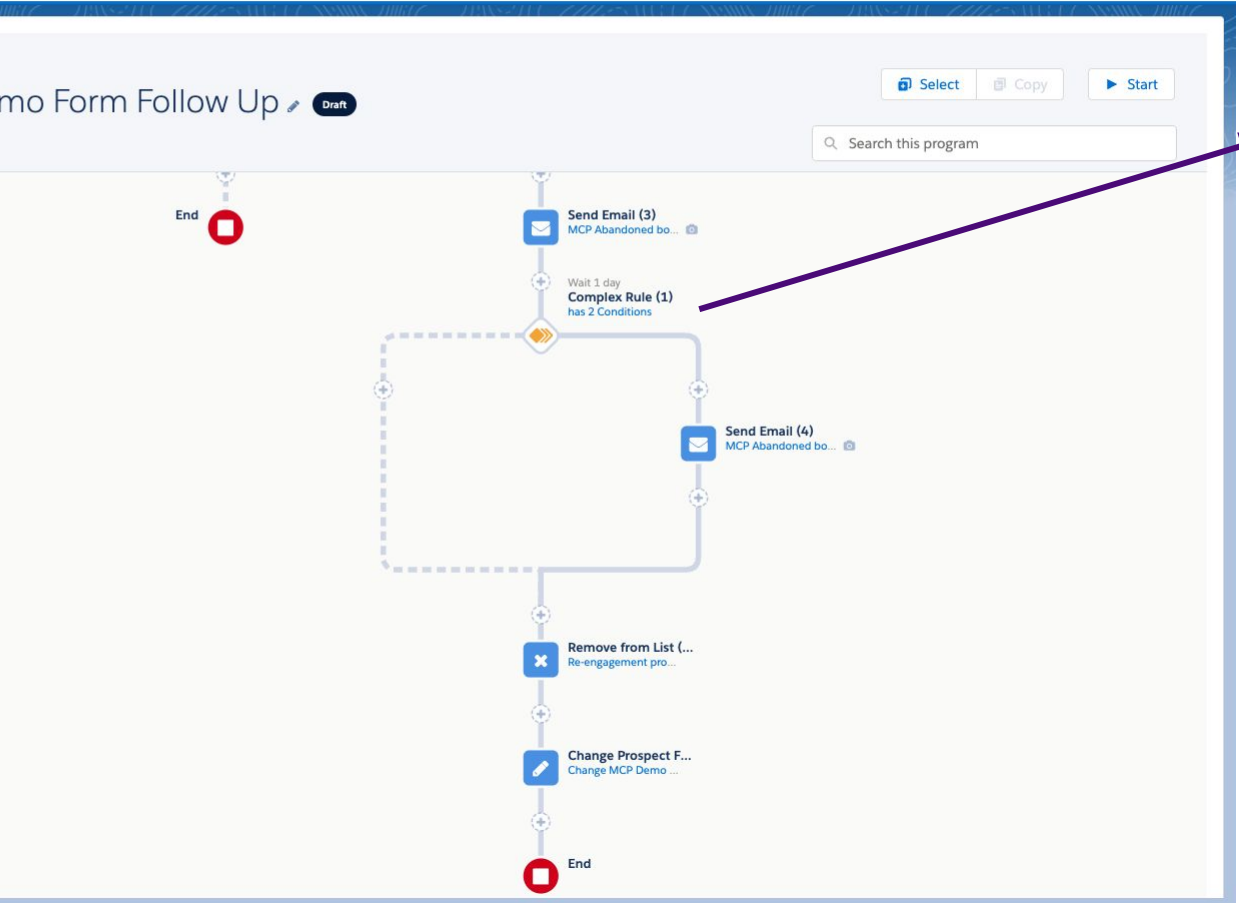 mo Form Follow Up
Draft
Select
Copy
Start
Search this program
End
Send Email (3)
MCP Abandoned bo...
Wait 1 day
Complex Rule (1)
has 2 Conditions
Send Email (4)
MCP Abandoned bo...
Remove from List (...
Re-engagement pro...
Change Prospect F...
Change MCP Demo ...
End